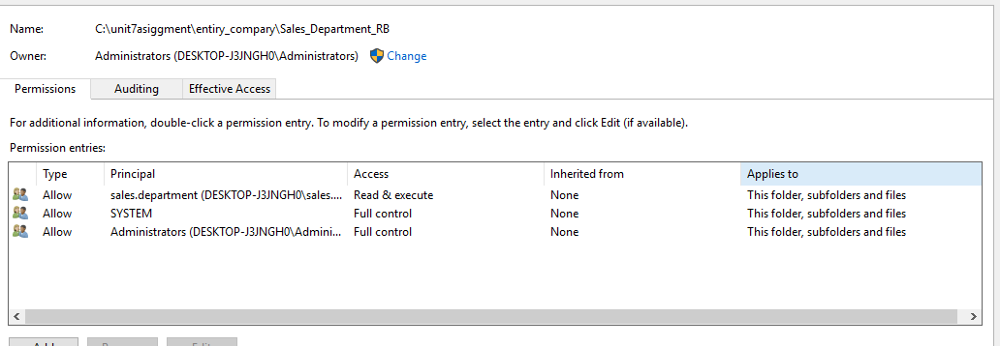 Name: C:\unit7asiggment\entiry_compary\Sales_Department_RB
Owner: Administrators (DESKTOP-J3JNGH0\Administrators) Change
Permissions Auditing Effective Access
For additional information, double-click a permission entry. To modify a permission entry, select the entry and click Edit (if available).
Permission entries:
Type Principal Access Inherited from Applies to
Allow sales.department (DESKTOP-J3JNGH0\sales.... Read & execute None This folder, subfolders and files
Allow SYSTEM Full control None This folder, subfolders and files
Allow Administrators (DESKTOP-J3JNGH0\Admini... Full control None This folder, subfolders and files